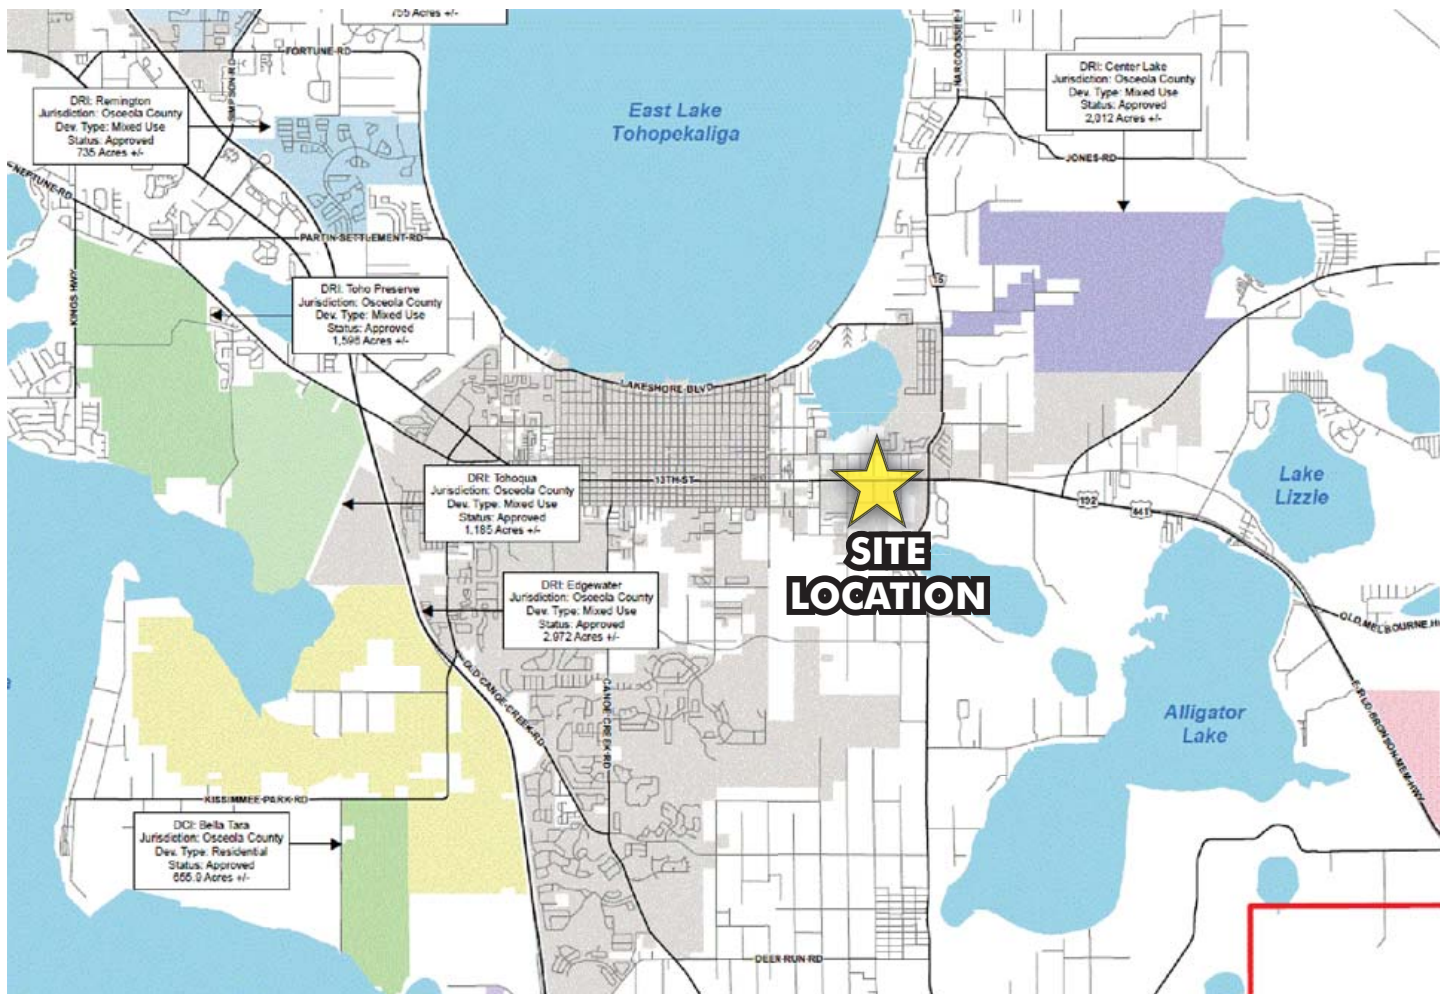 755 Acres +/-
FORTUNE-RD
SIMPSON-RD
NARCOOSSEE-R
DRI: Remington
Jurisdiction: Osceola County
Dev. Type: Mixed Use
Status: Approved
735 Acres +/-
East Lake
Tohopekaliga
DRI: Center Lake
Jurisdiction: Osceola County
Dev. Type: Mixed Use
Status: Approved
2,012 Acres +/-
JONES-RD
NEPTUNE-RD
PARTIN-SETTLEMENT-RD
KINGS-HWY
15
DRI: Toho Preserve
Jurisdiction: Osceola County
Dev. Type: Mixed Use
Status: Approved
LAKESHORE-BLVD
DRI: Tohoqua
Jurisdiction: Osceola County
Dev. Type: Mixed Use
Status: Approved
1,185 Acres +/-
13TH-ST
192
441
Lake
Lizzie
SITE
LOCATION
DRI: Edgewater
Jurisdiction: Osceola County
Dev. Type: Mixed Use
Status: Approved
2,972 Acres +/-
OLD-MELBOURNE-H
OLD-CANOE-CREEK-RD
CANOE-CREEK-RD
Alligator
Lake
E-IRLO-BRONSON-MEM-HWY
KISSIMMEE-PARK-RD
DCI: Bella Tara
Jurisdiction: Osceola County
Dev. Type: Residential
Status: Approved
DEER-RUN-RD